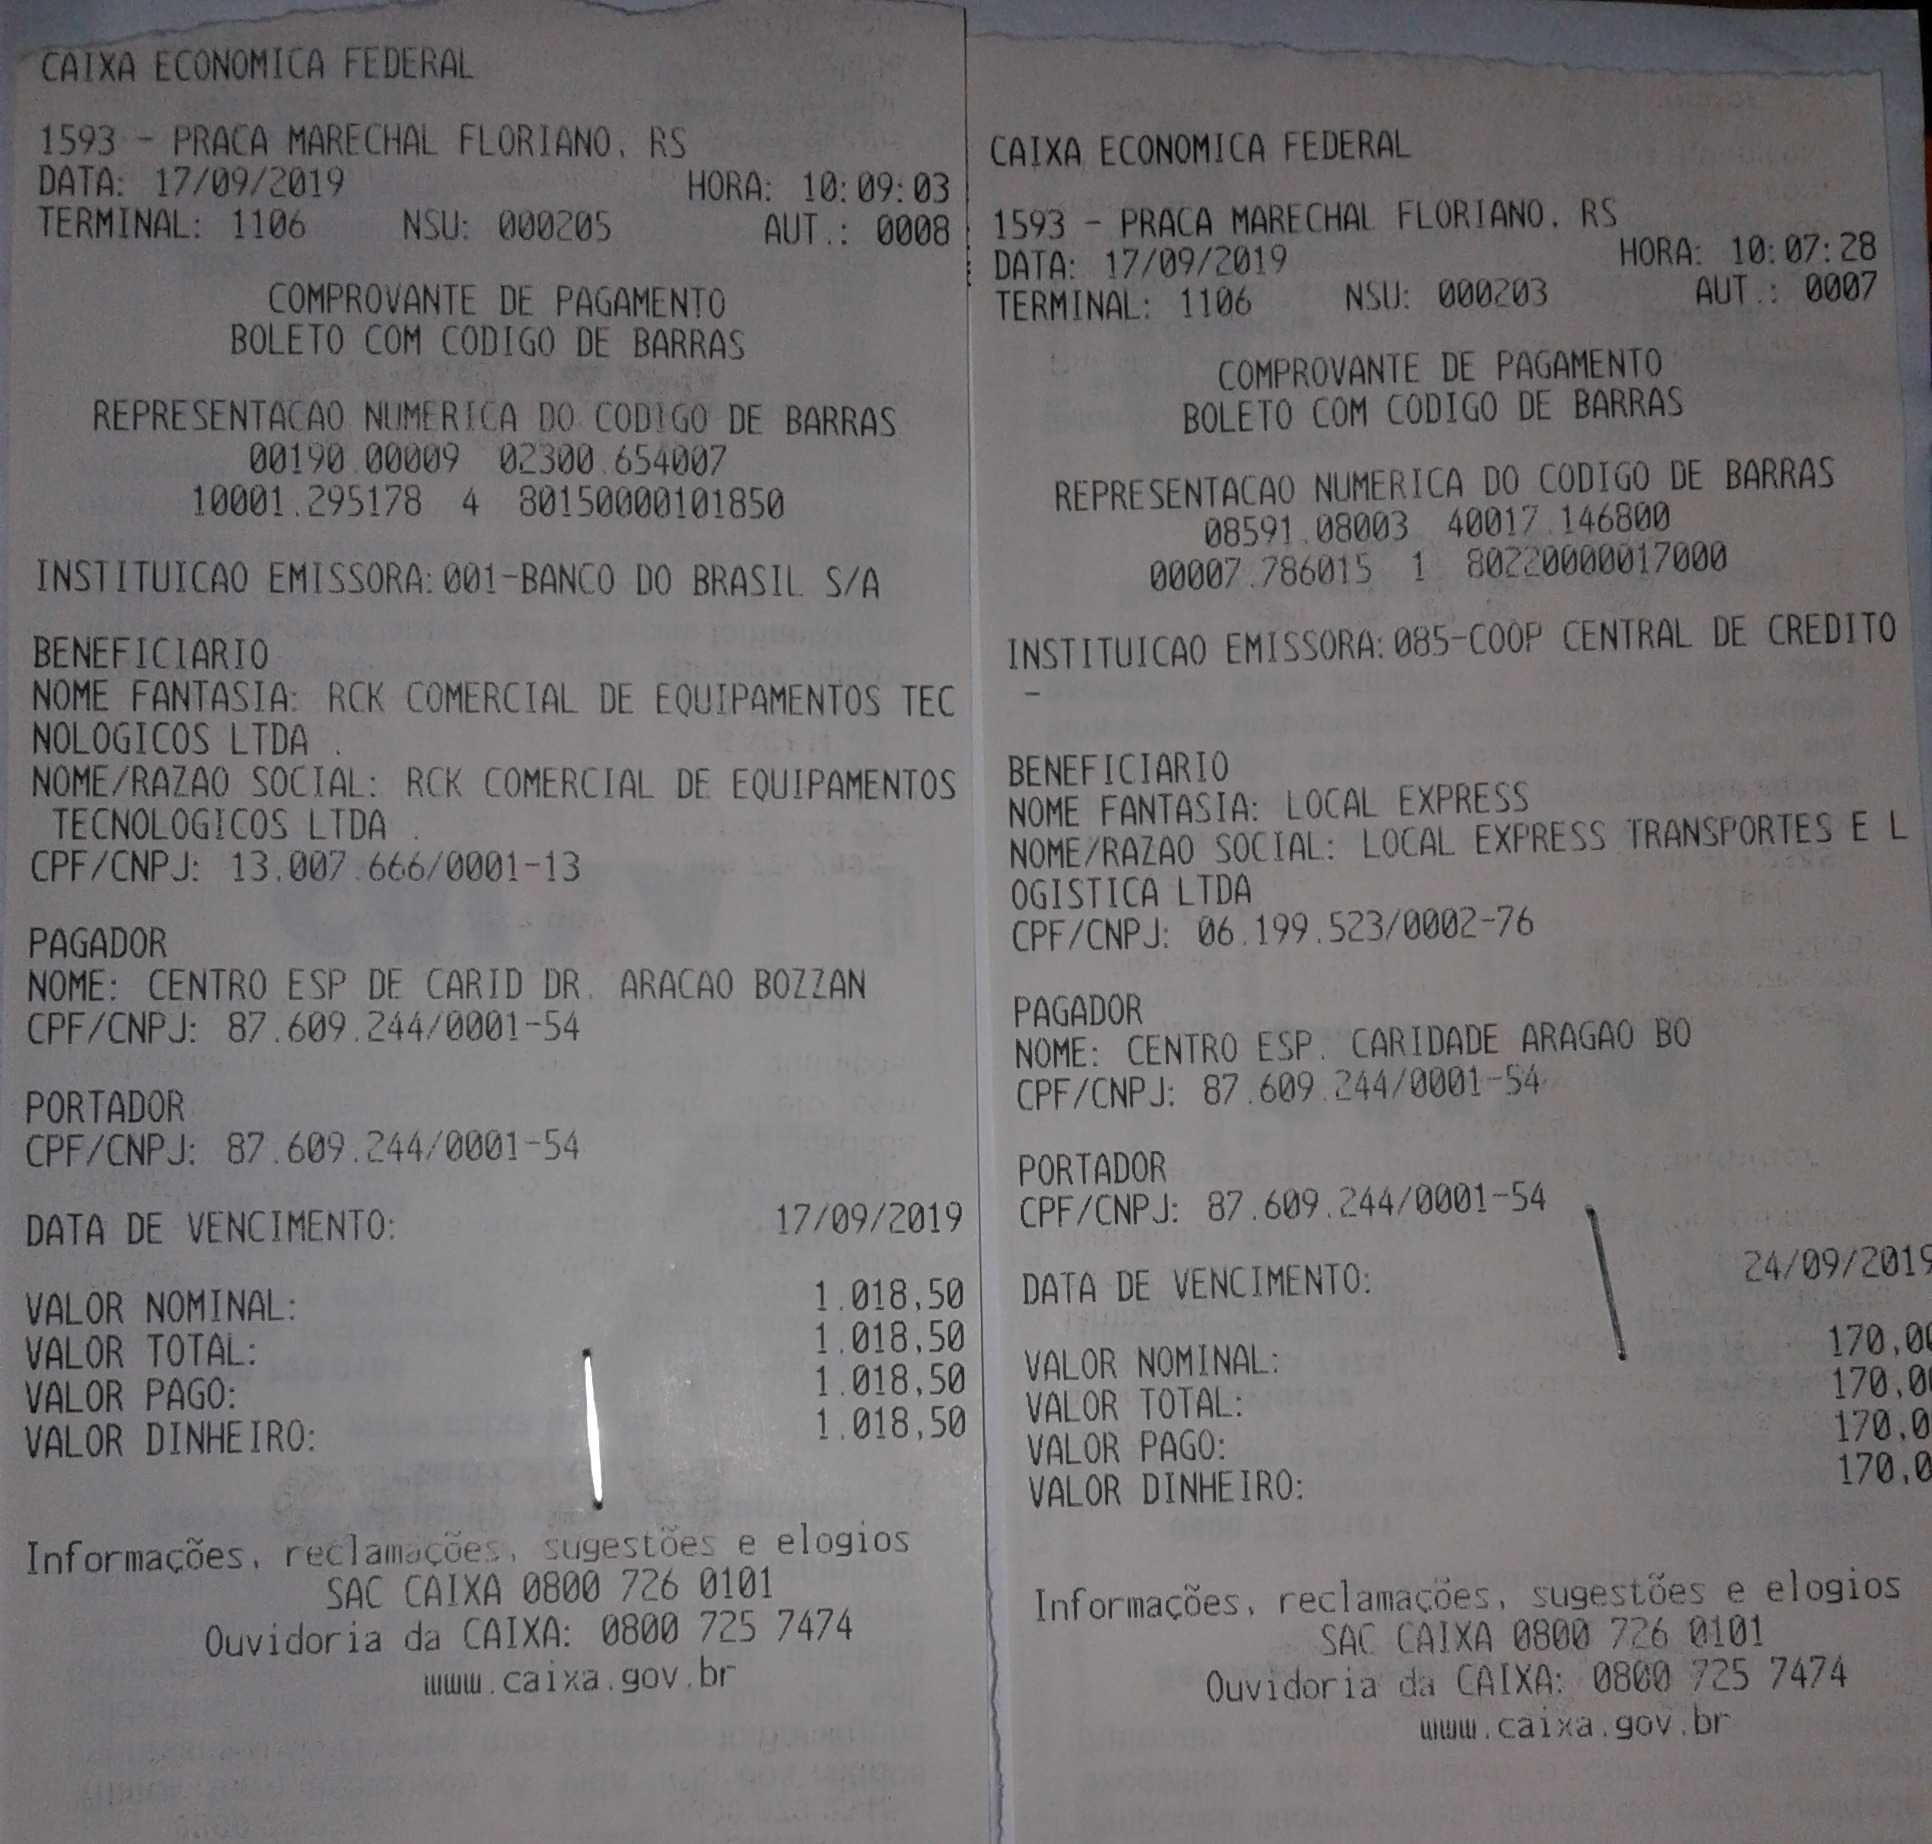 CAIXA ECONOMICA FEDERAL
1593 - PRACA MARECHAL FLORIANO, RS
DATA: 17/09/2019 HORA: 10:09:03
TERMINAL: 1106 NSU: 000205 AUT.: 0008
COMPROVANTE DE PAGAMENTO
BOLETO COM CODIGO DE BARRAS
REPRESENTACAO NUMERICA DO CODIGO DE BARRAS
00190.00009 02300.654007
10001.295178 4 80150000101850
INSTITUICAO EMISSORA: 001-BANCO DO BRASIL S/A
BENEFICIARIO
NOME FANTASIA: RCK COMERCIAL DE EQUIPAMENTOS TEC
NOLOGICOS LTDA .
NOME/RAZAO SOCIAL: RCK COMERCIAL DE EQUIPAMENTOS
TECNOLOGICOS LTDA .
CPF/CNPJ: 13.007.666/0001-13
PAGADOR
NOME: CENTRO ESP DE CARID DR. ARACAO BOZZAN
CPF/CNPJ: 87.609.244/0001-54
PORTADOR
CPF/CNPJ: 87.609.244/0001-54
DATA DE VENCIMENTO: 17/09/2019
VALOR NOMINAL: 1.018,50
VALOR TOTAL: 1.018,50
VALOR PAGO: 1.018,50
VALOR DINHEIRO: 1.018,50
Informações, reclamações, sugestões e elogios
SAC CAIXA 0800 726 0101
Ouvidoria da CAIXA: 0800 725 7474
www.caixa.gov.br
CAIXA ECONOMICA FEDERAL
1593 - PRACA MARECHAL FLORIANO, RS
DATA: 17/09/2019 HORA: 10:07:28
TERMINAL: 1106 NSU: 000203 AUT.: 0007
COMPROVANTE DE PAGAMENTO
BOLETO COM CODIGO DE BARRAS
REPRESENTACAO NUMERICA DO CODIGO DE BARRAS
08591.08003 40017.146800
00007.786015 1 80220000017000
INSTITUICAO EMISSORA: 085-COOP CENTRAL DE CREDITO
-
BENEFICIARIO
NOME FANTASIA: LOCAL EXPRESS
NOME/RAZAO SOCIAL: LOCAL EXPRESS TRANSPORTES E L
OGISTICA LTDA
CPF/CNPJ: 06.199.523/0002-76
PAGADOR
NOME: CENTRO ESP. CARIDADE ARAGAO BO
CPF/CNPJ: 87.609.244/0001-54
PORTADOR
CPF/CNPJ: 87.609.244/0001-54
DATA DE VENCIMENTO: 24/09/2019
VALOR NOMINAL: 170,00
VALOR TOTAL: 170,00
VALOR PAGO: 170,0
VALOR DINHEIRO: 170,0
Informações, reclamações, sugestões e elogios
SAC CAIXA 0800 726 0101
Ouvidoria da CAIXA: 0800 725 7474
www.caixa.gov.br